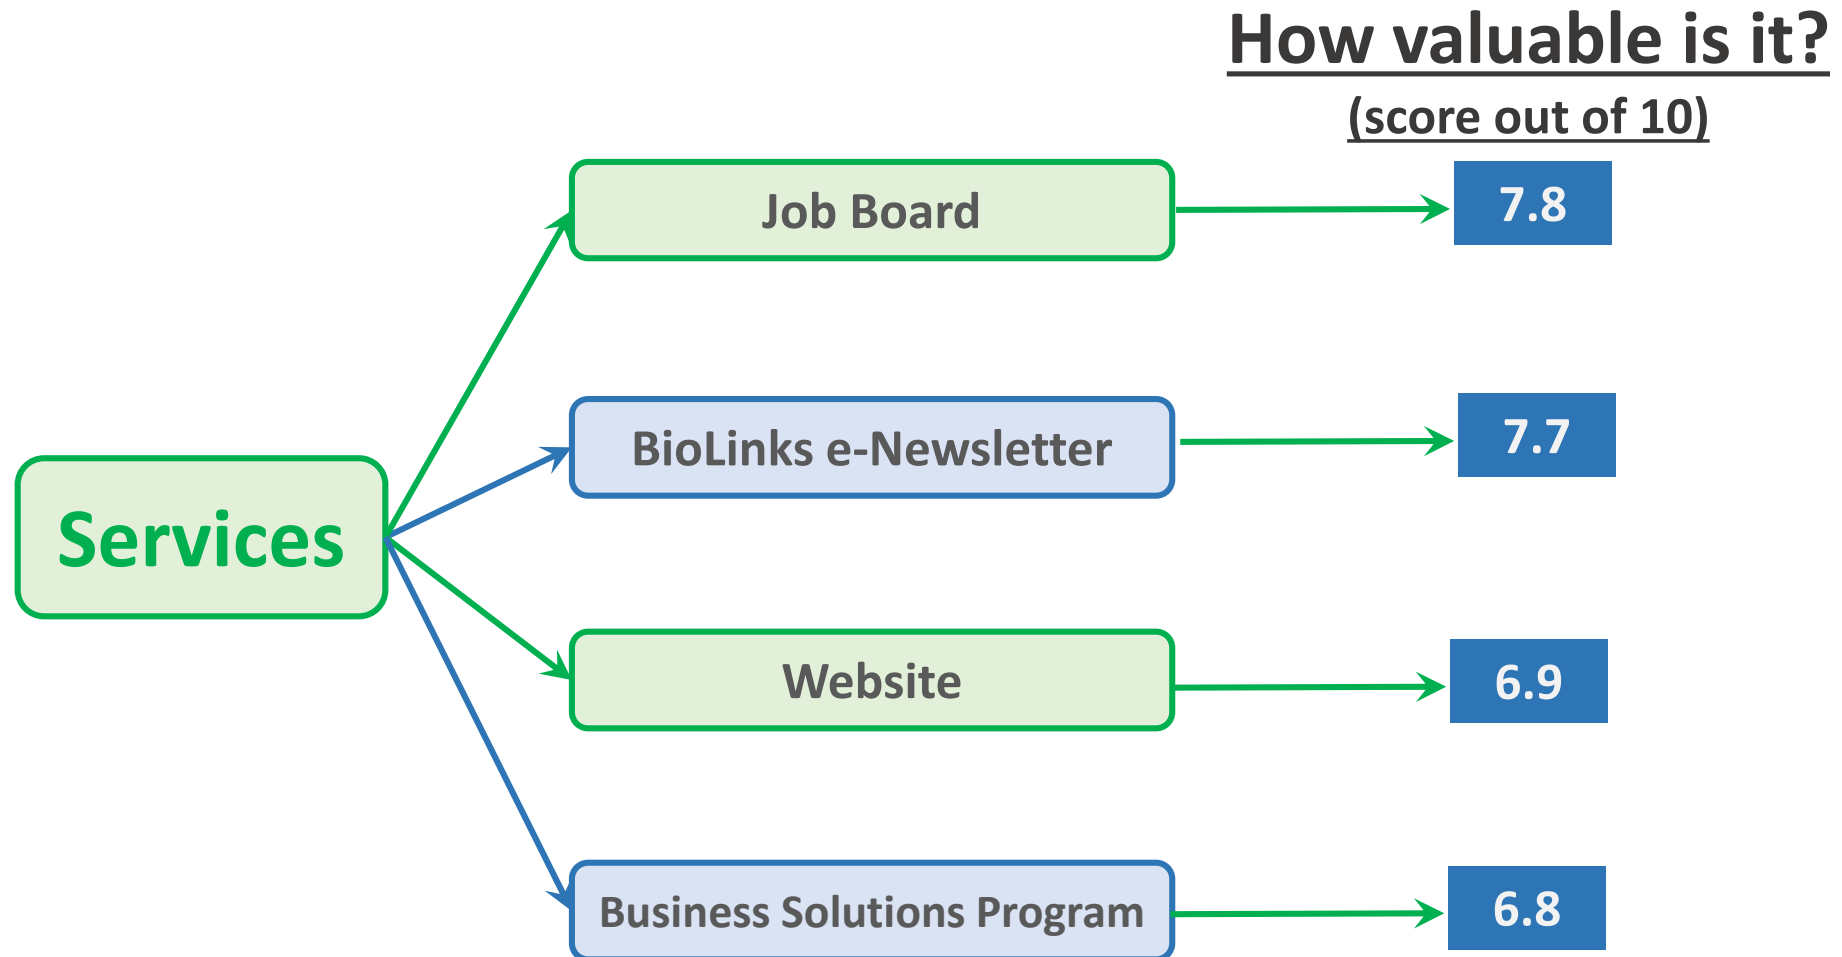 How valuable is it?
(score out of 10)
Job Board
7.8
BioLinks e-Newsletter
7.7
Services
Website
6.9
Business Solutions Program
6.8